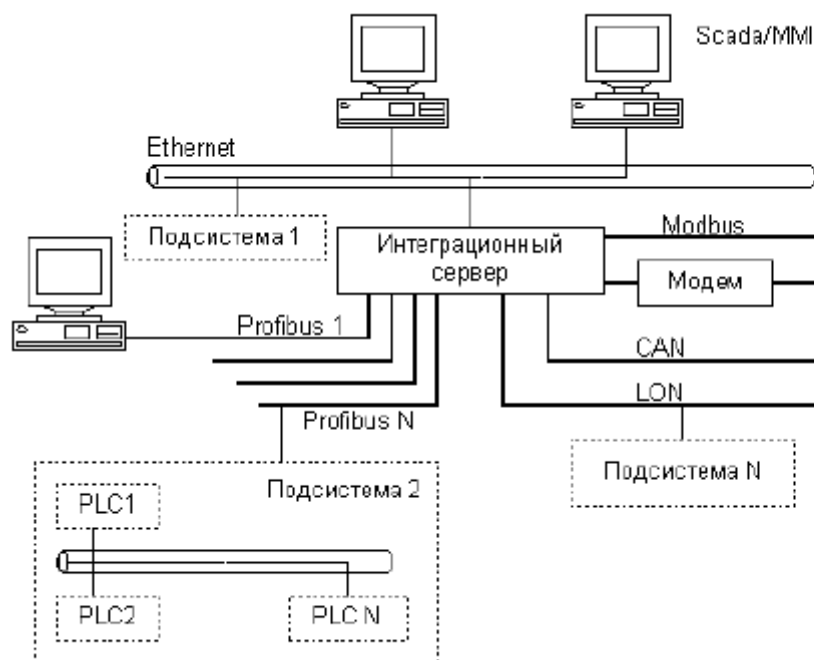 Scada/MMI
Ethernet
Подсистема 1
Интеграционный
сервер
Modbus
Модем
Profibus 1
CAN
LON
Profibus N
Подсистема N
Подсистема 2
PLC1
PLC2
PLC N